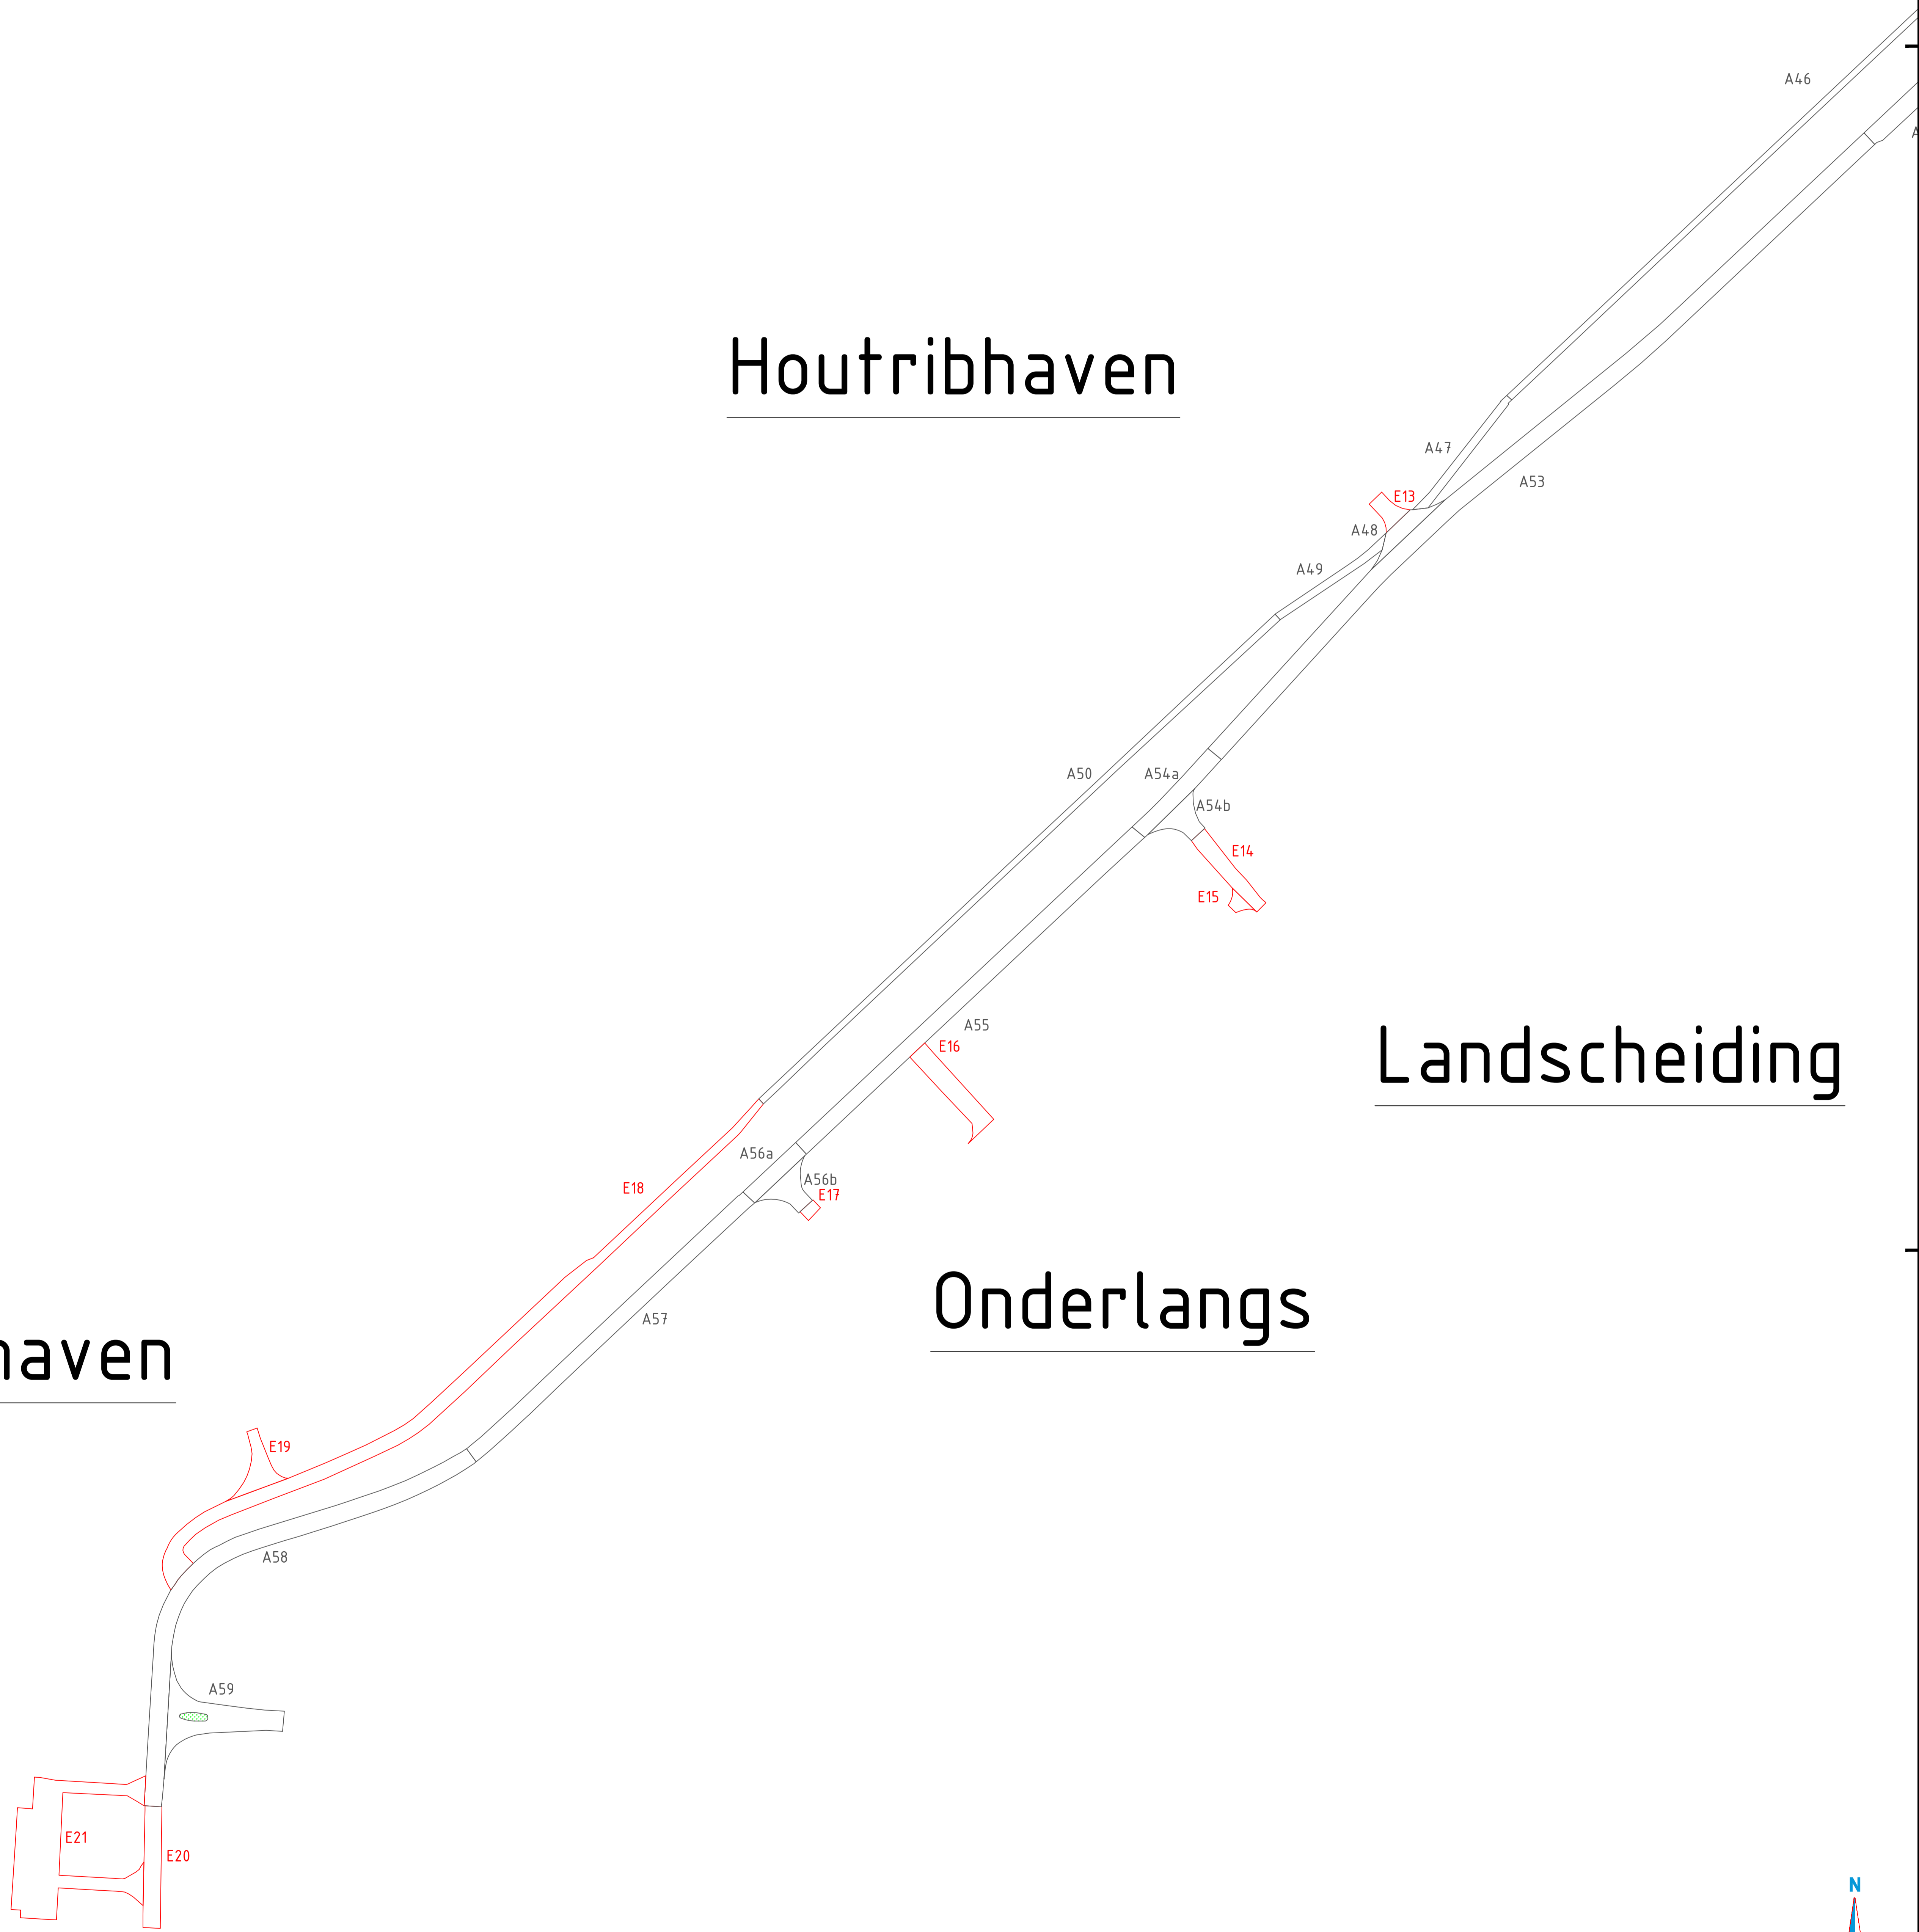 A46
Houtribhaven
A47
A53
E13
A48
A49
A50
A54a
A54b
E14
E15
A55
E16
Landscheiding
A56a
A56b
E17
E18
Onderlangs
A57
haven
E19
A58
A59
E21
E20
N